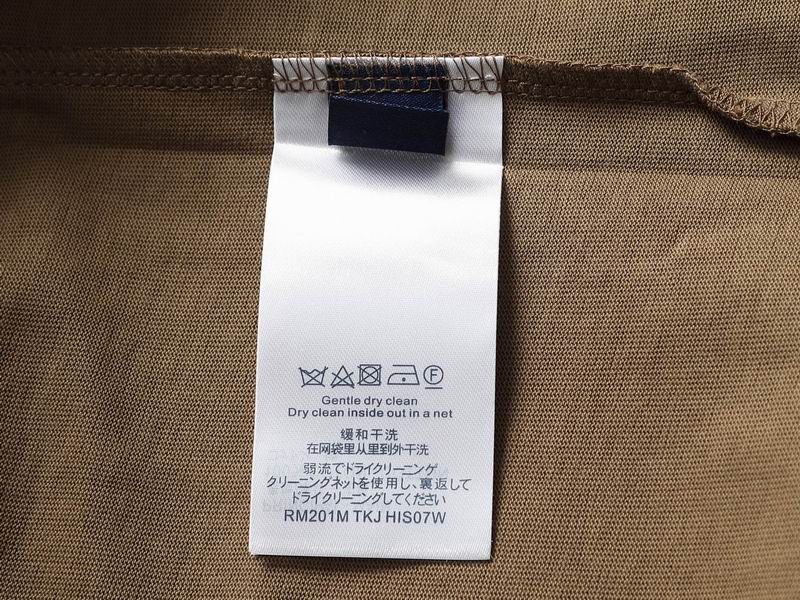 F
Gentle dry clean
Dry clean inside out in a net
缓和干洗
在网袋里从里到外干洗
弱流でドライクリーニンゲ
クリーニングネットを使用し、裏返して
ドライクリーニングしてください
RM201M TKJ HIS07W